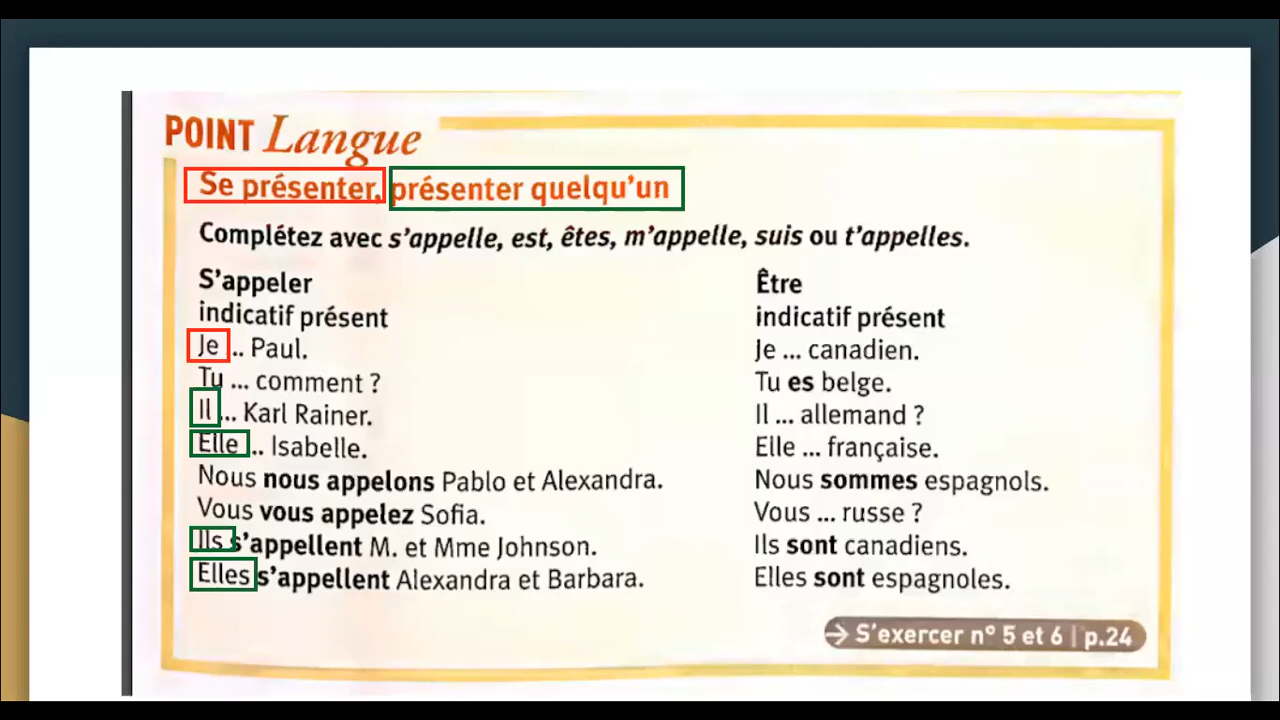 POINT Langue
Se présenter, présenter quelqu'un
Complétez avec s'appelle, est, êtes, m'appelle, suis ou t'appelles.
S'appeler
indicatif présent
Je .. Paul.
Tu ... comment ?
Il ... Karl Rainer.
Elle .. Isabelle.
Nous nous appelons Pablo et Alexandra.
Vous vous appelez Sofia.
Ils s'appellent M. et Mme Johnson.
Elles s'appellent Alexandra et Barbara.
Être
indicatif présent
Je ... canadien.
Tu es belge.
Il ... allemand ?
Elle ... française.
Nous sommes espagnols.
Vous ... russe ?
Ils sont canadiens.
Elles sont espagnoles.
→ S'exercer n° 5 et 6 | p.24